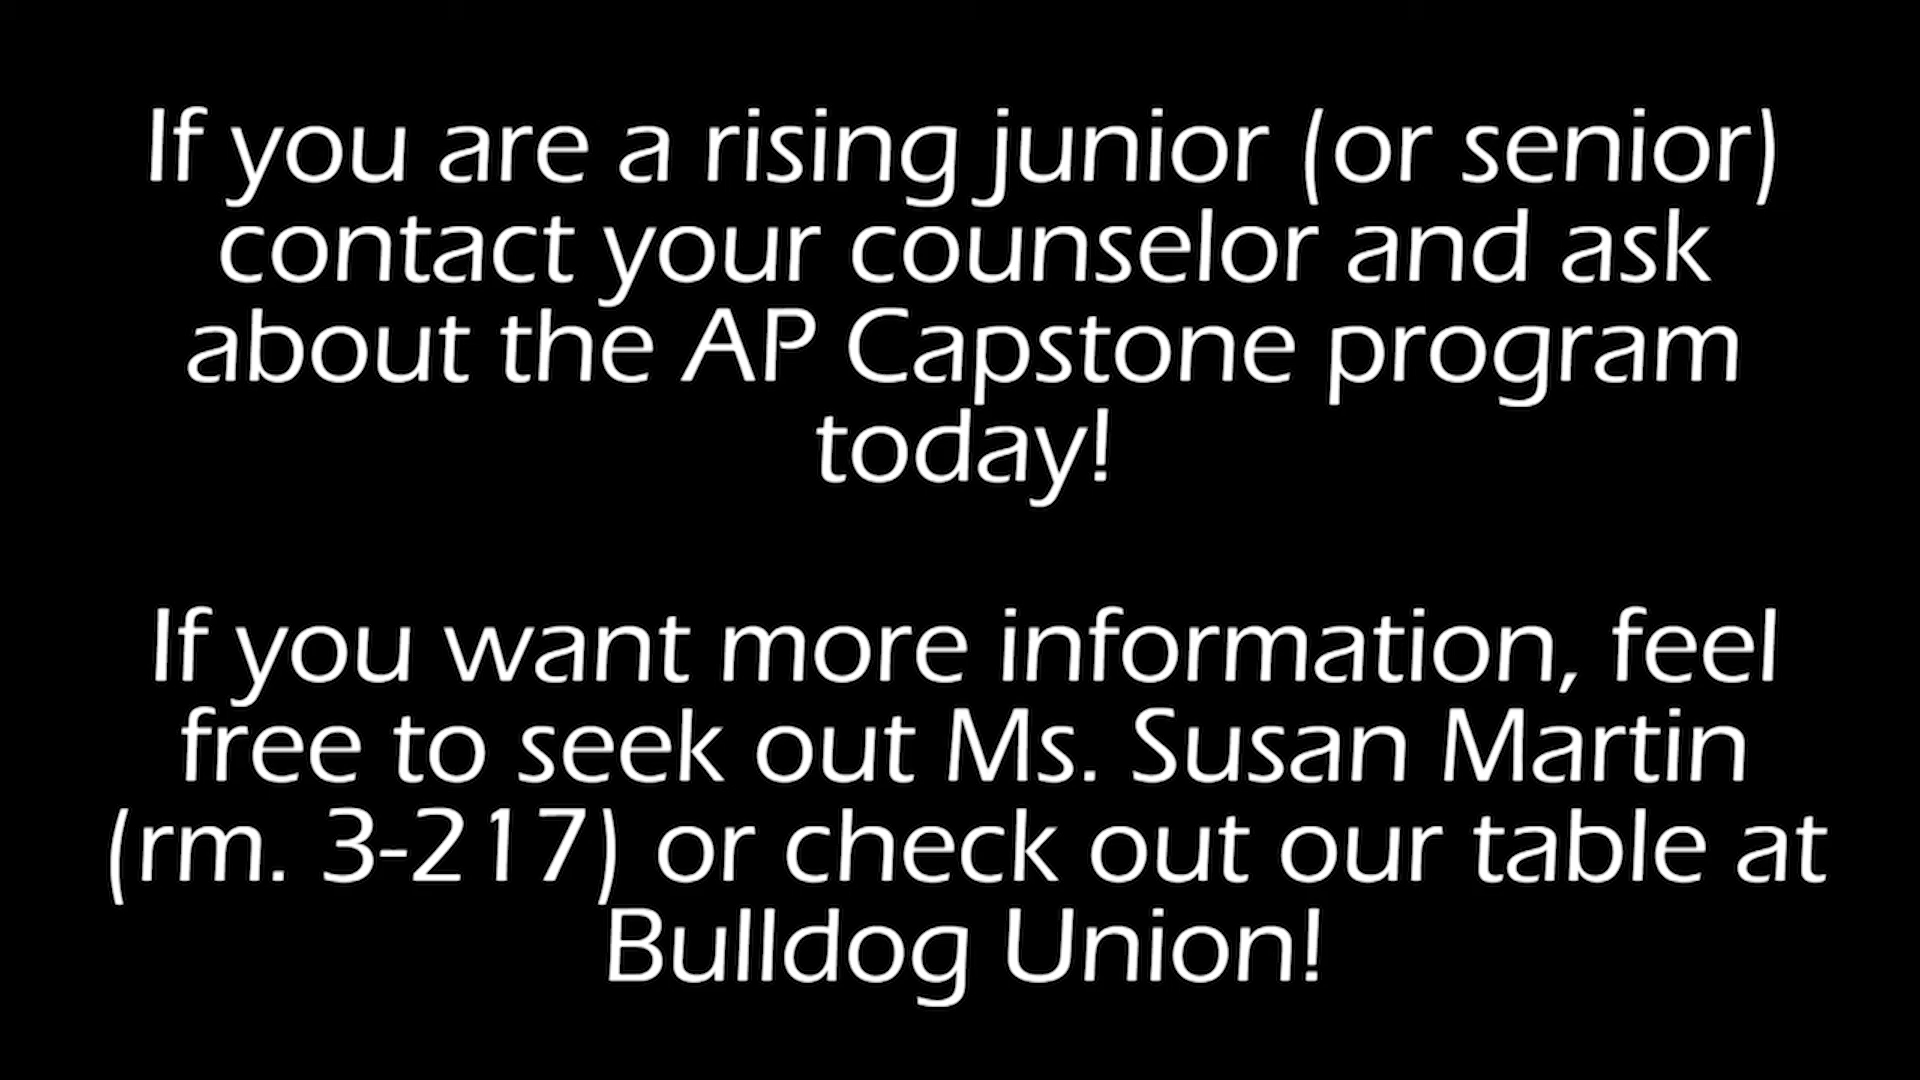 If you are a rising junior (or senior)
contact your counselor and ask
about the AP Capstone program
today!
If you want more information, feel
free to seek out Ms. Susan Martin
(rm. 3-217) or check out our table at
Bulldog Union!